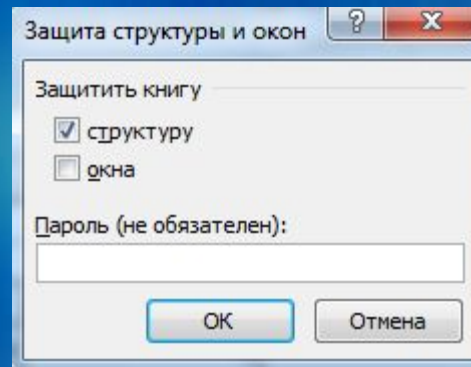 Защита структуры и окон
Защитить книгу
структуру
окна
Пароль (не обязателен):
ОК
Отмена